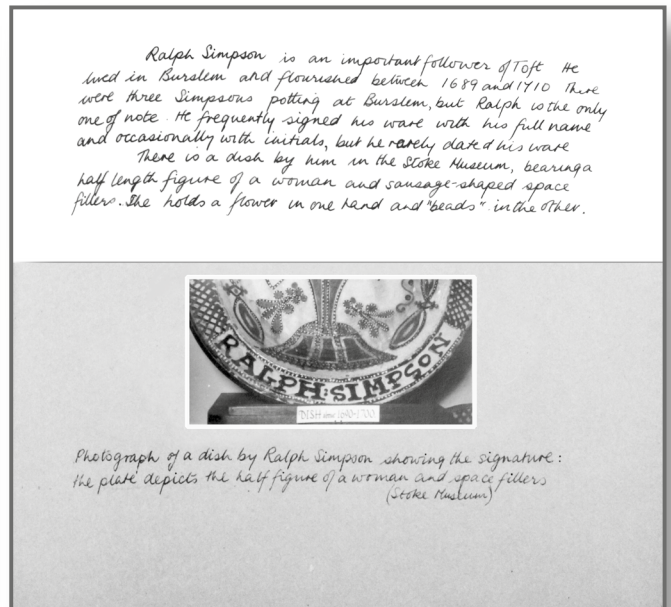 Ralph Simpson is an important follower of Toft He
lived in Burslem and flourished between 1689 and 1710 There
were three Simpsons potting at Burslem, but Ralph is the only
one of note. He frequently signed his ware with his full name
and occasionally with initials, but he rarely dated his ware
There is a dish by him in the Stoke Museum, bearing a
half length figure of a woman and sausage-shaped space
fillers. She holds a flower in one hand and "beads" in the other.
RALPH:SIMPSON
DISH 1690-1700
Photograph of a dish by Ralph Simpson showing the signature:
the plate depicts the half figure of a woman and space fillers
(Stoke Museum)